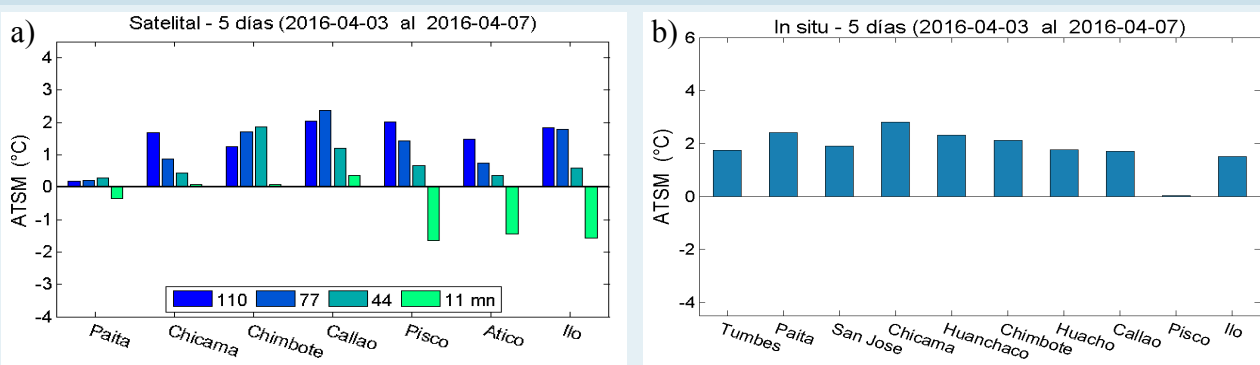 a)
Satelital - 5 días (2016-04-03 al 2016-04-07)
ATSM (°C)
4
3
2
1
0
-1
-2
-3
-4
110 77 44 11 mn
Paita Chicama Chimbote Callao Pisco Atico Ilo
b)
In situ - 5 días (2016-04-03 al 2016-04-07)
ATSM (°C)
6
4
2
0
-2
-4
Tumbes Paita San Jose Chicama Huanchaco Chimbote Huacho Callao Pisco Ilo